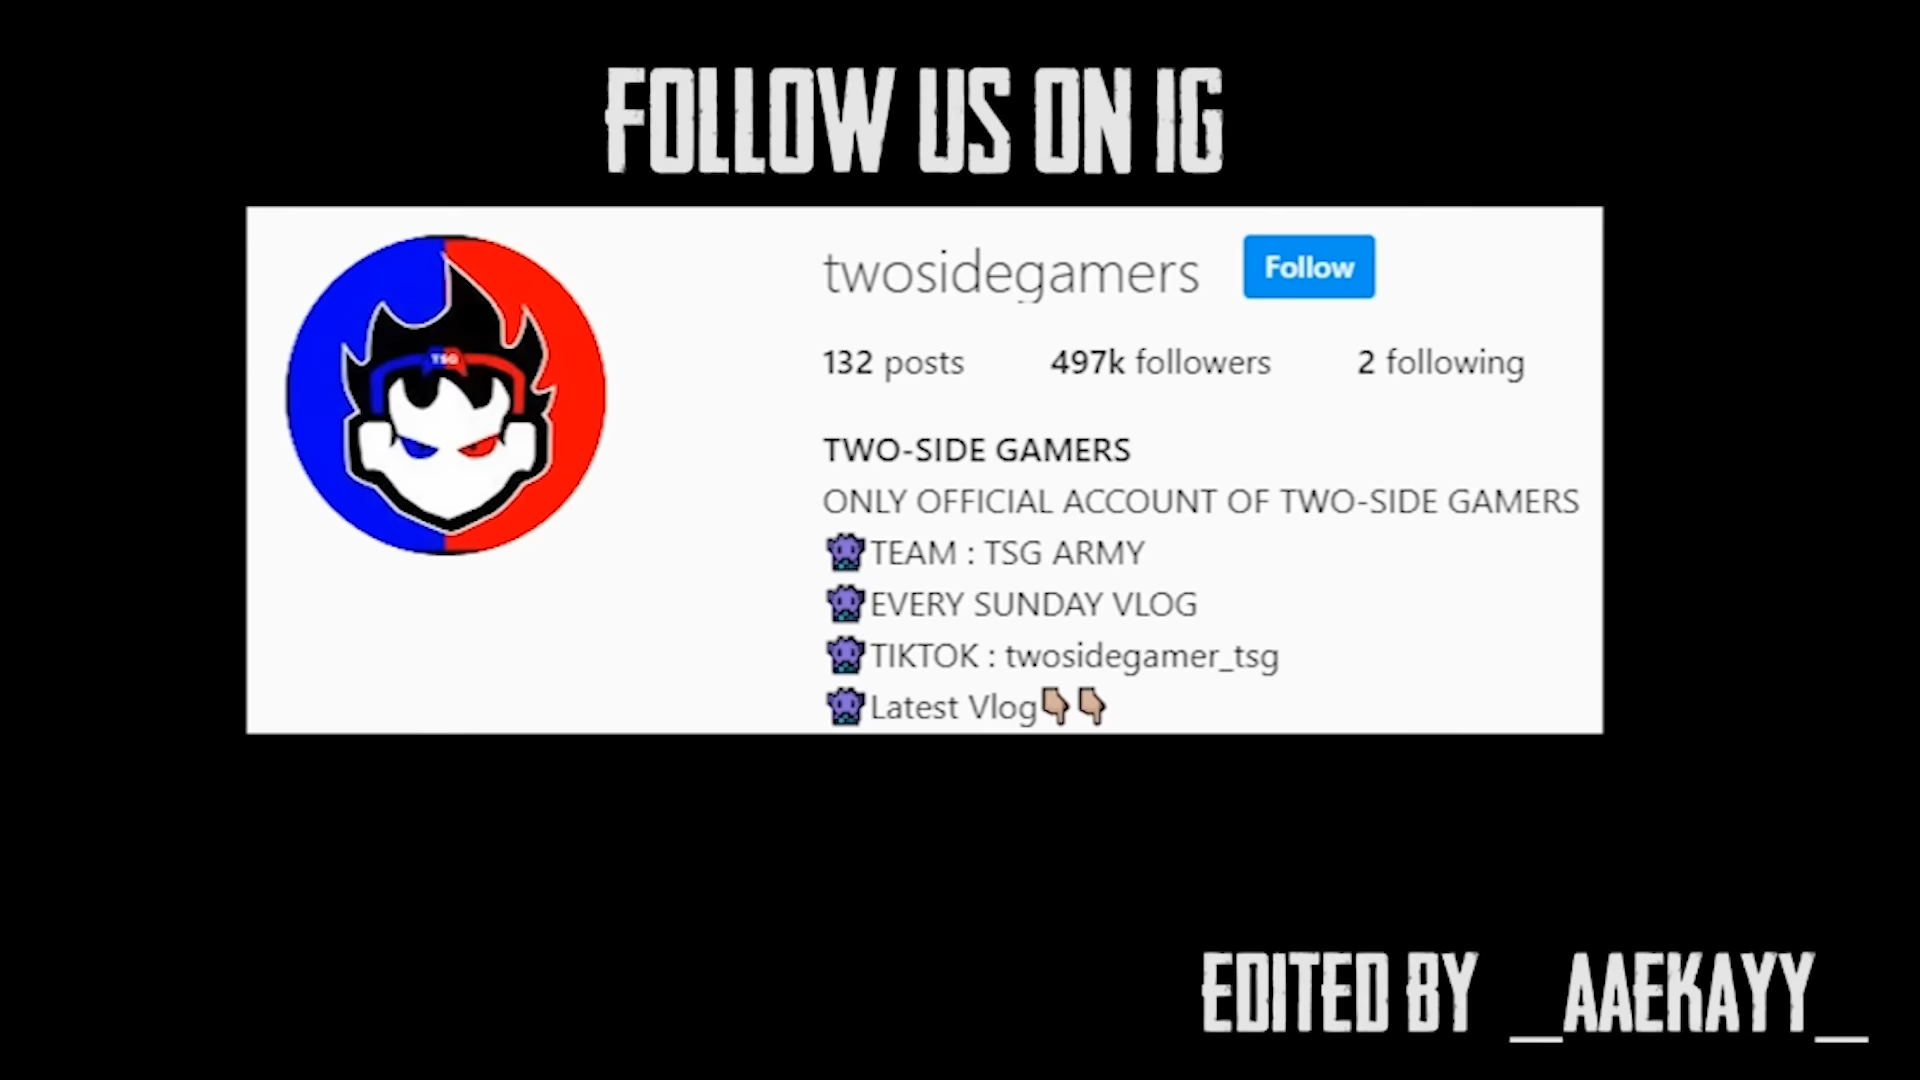 FOLLOW US ON IG
twosidegamers Follow
132 posts 497k followers 2 following
TWO-SIDE GAMERS
ONLY OFFICIAL ACCOUNT OF TWO-SIDE GAMERS
TEAM : TSG ARMY
EVERY SUNDAY VLOG
TIKTOK : twosidegamer_tsg
Latest Vlog
TSG
EDITED BY _AAEKAYY_